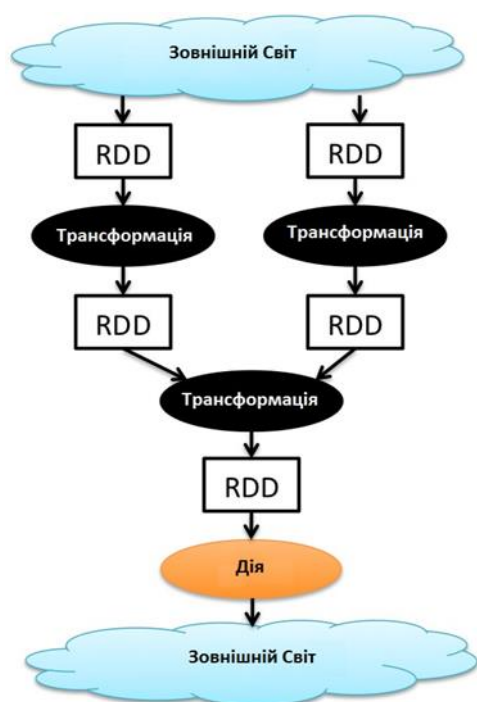 Зовнішній Світ
RDD
RDD
Трансформація
Трансформація
RDD
RDD
Трансформація
RDD
Дія
Зовнішній Світ